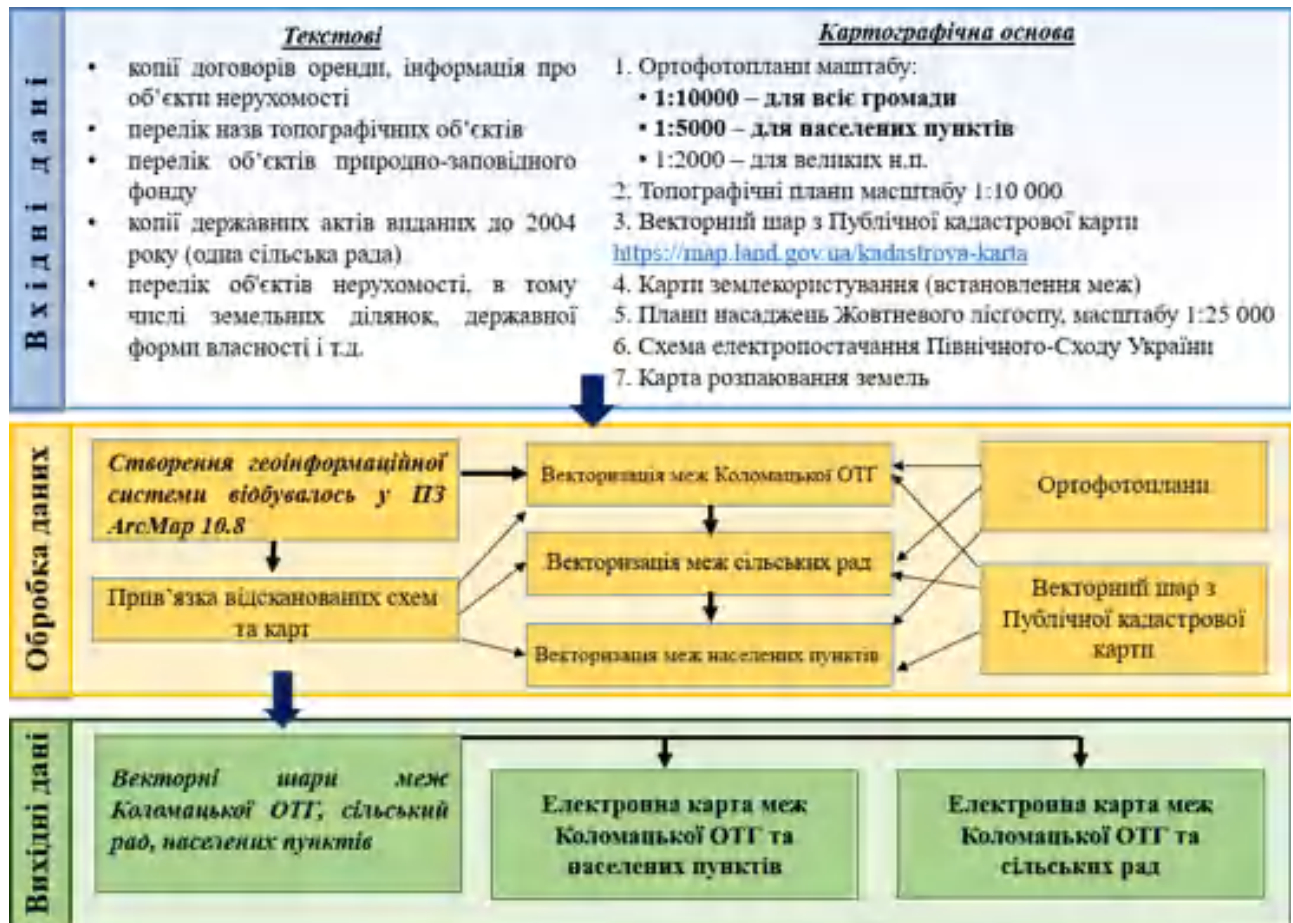 Вхідні дані
Текстові
• копії договорів оренди, інформація про
об’єкти нерухомості
• перелік назв топографічних об’єктів
• перелік об’єктів природно-заповідного
фонду
• копії державних актів виданих до 2004
року (одна сільська рада)
• перелік об'єктів нерухомості, в тому
числі земельних ділянок, державної
форми власності і т.д.
Картографічна основа
1. Ортофотоплани маштабу:
• 1:10000 – для всіє громади
• 1:5000 – для населених пунктів
• 1:2000 – для великих н.п.
2. Топографічні плани масштабу 1:10 000
3. Векторний шар з Публічної кадастрової карти
https://map.land.gov.ua/kadastrova-karta
4. Карти землекористування (встановлення меж)
5. Плани насаджень Жовтневого лісгоспу, масштабу 1:25 000
6. Схема електропостачання Північного-Сходу України
7. Карта розпаювання земель
Обробка даних
Створення геоінформаційної
системи відбувалось у ПЗ
ArcMap 10.8
Прив’язка відсканованих схем
та карт
Векторизація меж Коломацької ОТГ
Векторизація меж сільських рад
Векторизація меж населених пунктів
Ортофотоплани
Векторний шар з
Публічної кадастрової
карти
Вихідні дані
Векторні шари меж
Коломацької ОТГ, сільський
рад, населених пунктів
Електронна карта меж
Коломацької ОТГ та
населених пунктів
Електронна карта меж
Коломацької ОТГ та
сільських рад